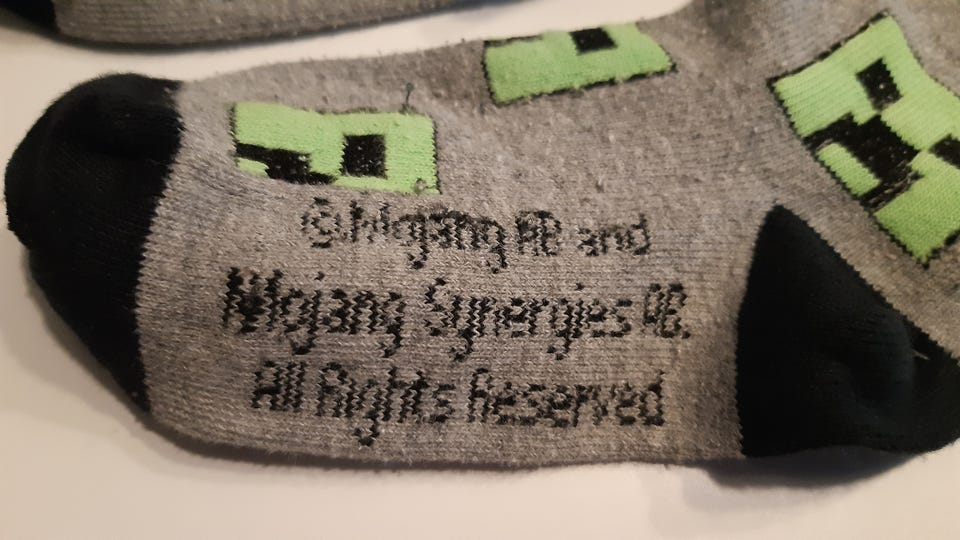 © Mojang AB and
Mojang Synergies AB.
All Rights Reserved